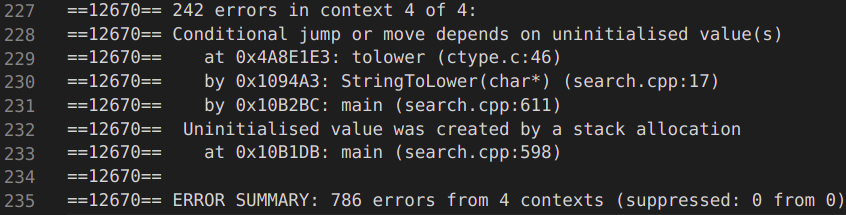 227 ==12670== 242 errors in context 4 of 4:
228 ==12670== Conditional jump or move depends on uninitialised value(s)
229 ==12670==    at 0x4A8E1E3: tolower (ctype.c:46)
230 ==12670==    by 0x1094A3: StringToLower(char*) (search.cpp:17)
231 ==12670==    by 0x10B2BC: main (search.cpp:611)
232 ==12670==  Uninitialised value was created by a stack allocation
233 ==12670==    at 0x10B1DB: main (search.cpp:598)
234 ==12670==
235 ==12670== ERROR SUMMARY: 786 errors from 4 contexts (suppressed: 0 from 0)